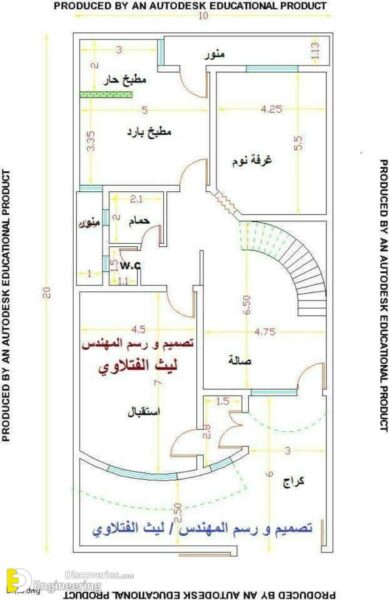 PRODUCED BY AN AUTODESK EDUCATIONAL PRODUCT
10
3
منور
1.13
مطبخ حار
2
5
4.25
3.35
مطبخ بارد
5.5
غرفة نوم
2.1
منور
2
حمام
1
1.5
w.c
1.1
6.50
4.5
4.75
تصميم و رسم المهندس
ليث الفتلاوي
صالة
7
استقبال
1.5
2.8
3
6
كراج
2.50
تصميم و رسم المهندس / ليث الفتلاوي
20
PRODUCED BY AN AUTODESK EDUCATIONAL PRODUCT
PRODUCED BY AN AUTODESK EDUCATIONAL PRODUCT
Engineering
Discoveries.com
PRODUCED BY AN AUTODESK EDUCATIONAL PRODUCT